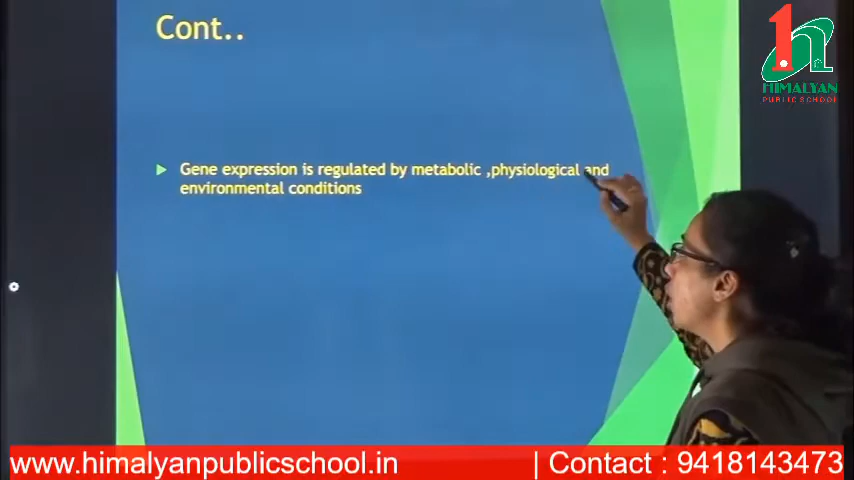 Cont..
HIMALYAN
PUBLIC SCHOOL
Gene expression is regulated by metabolic ,physiological and
environmental conditions
www.himalyanpublicschool.in | Contact : 9418143473